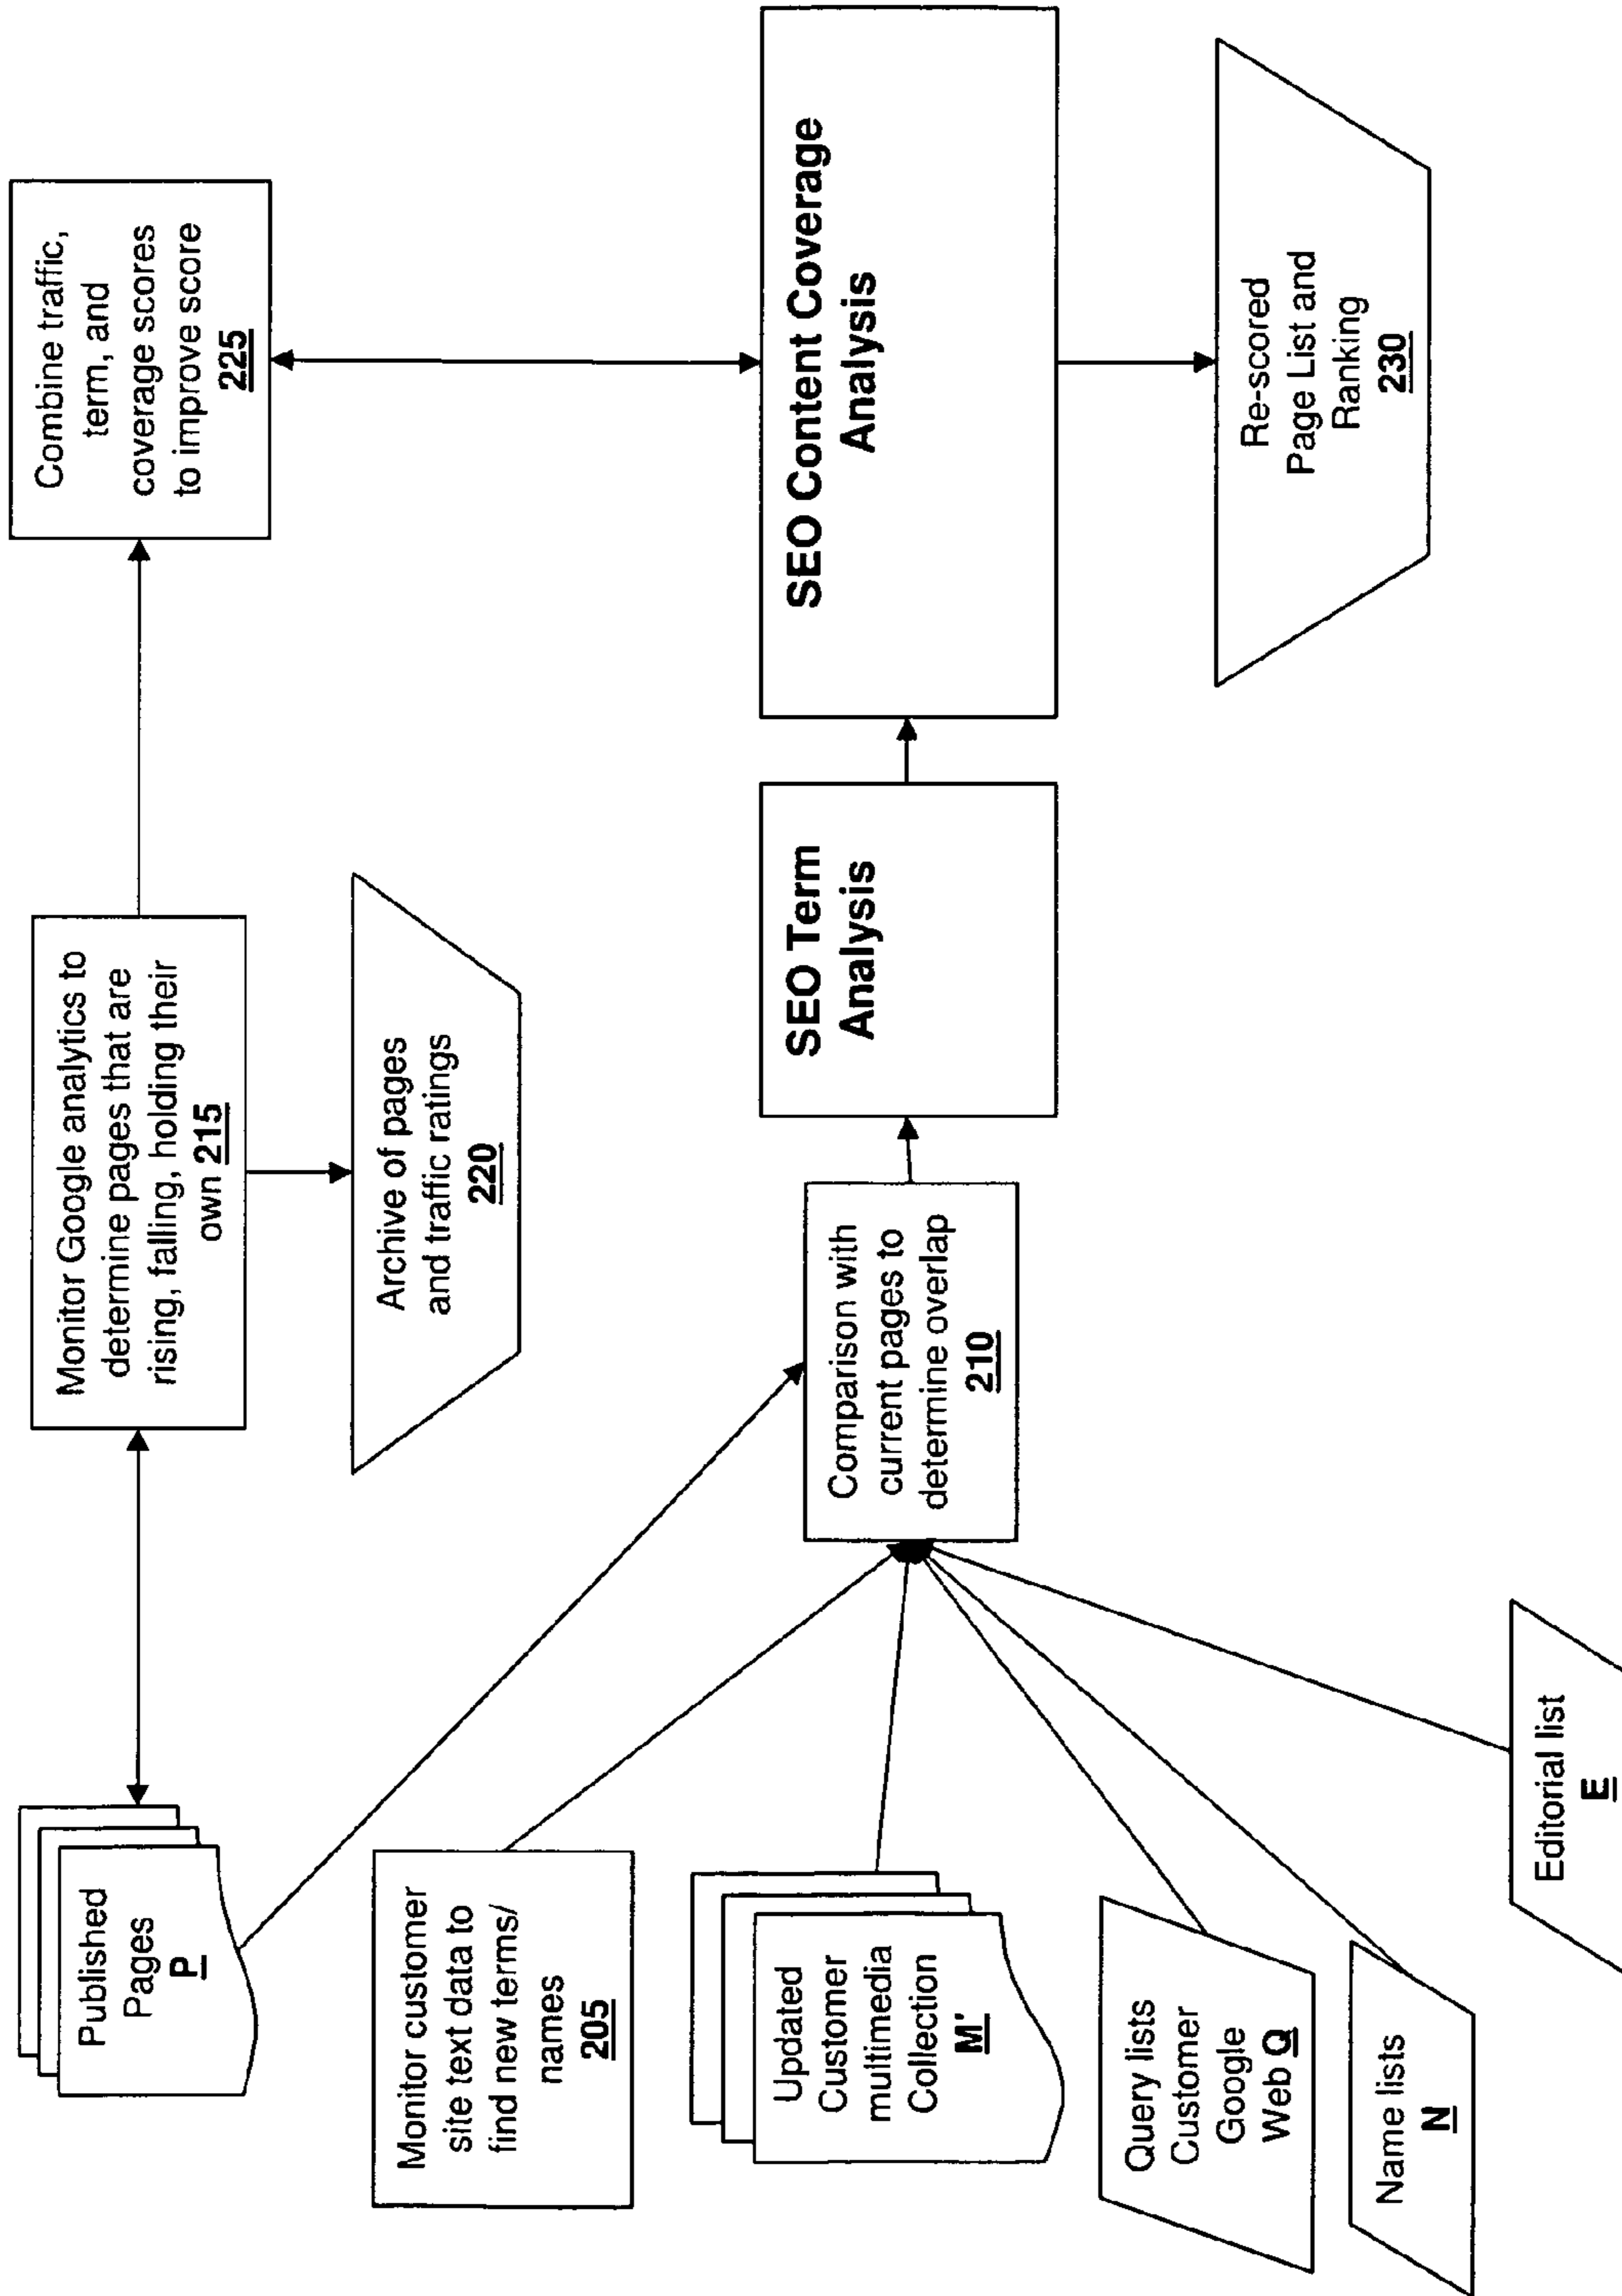 Published
Pages
P
Monitor Google analytics to
determine pages that are
rising, falling, holding their
own 215
Combine traffic,
term, and
coverage scores
to improve score
225
Archive of pages
and traffic ratings
220
Monitor customer
site text data to
find new terms/
names
205
Updated
Customer
multimedia
Collection
M'
Query lists
Customer
Google
Web Q
Name lists
N
Editorial list
E
Comparison with
current pages to
determine overlap
210
SEO Term
Analysis
SEO Content Coverage
Analysis
Re-scored
Page List and
Ranking
230